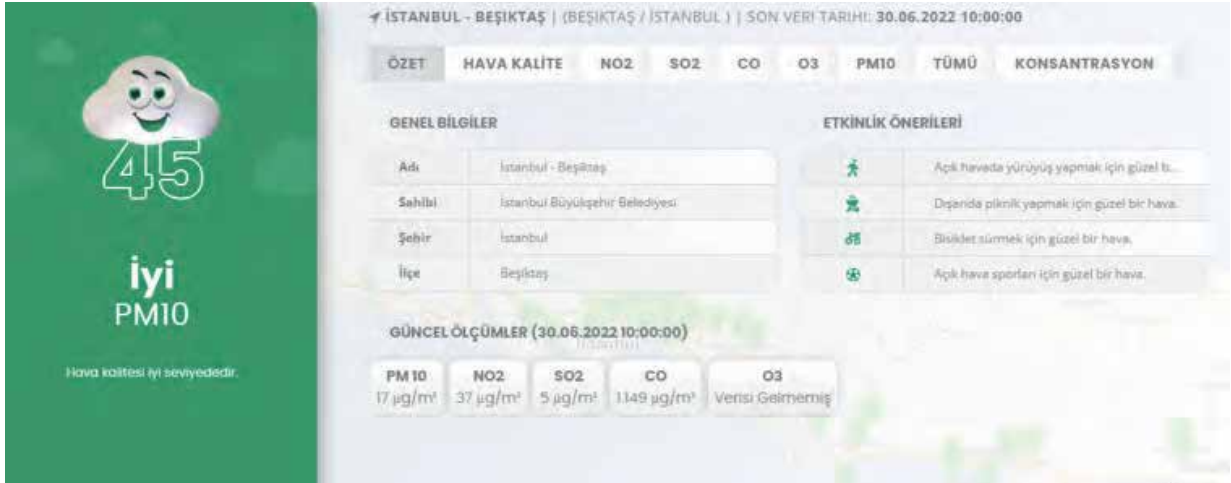 İSTANBUL - BEŞİKTAŞ | (BEŞİKTAŞ / İSTANBUL ) | SON VERİ TARİHİ: 30.06.2022 10:00:00
ÖZET HAVA KALİTE NO2 SO2 CO O3 PM10 TÜMÜ KONSANTRASYON
45
İyi
PM10
Hava kalitesi iyi seviyededir.
GENEL BİLGİLER
Adı İstanbul - Beşiktaş
Sahibi İstanbul Büyükşehir Belediyesi
Şehir İstanbul
İlçe Beşiktaş
ETKİNLİK ÖNERİLERİ
Açık havada yürüyüş yapmak için güzel b...
Dışarıda piknik yapmak için güzel bir hava.
Bisiklet sürmek için güzel bir hava.
Açık hava sporları için güzel bir hava.
GÜNCEL ÖLÇÜMLER (30.06.2022 10:00:00)
İstanbul
PM 10 NO2 SO2 CO O3
17 µg/m³ 37 µg/m³ 5 µg/m³ 1.149 µg/m³ Verisi Gelmemiş